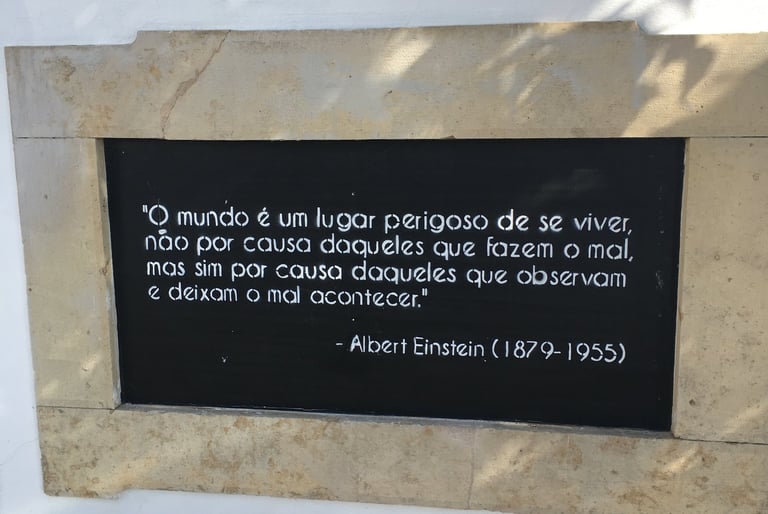 "O mundo é um lugar perigoso de se viver,
não por causa daqueles que fazem o mal,
mas sim por causa daqueles que observam
e deixam o mal acontecer."
- Albert Einstein (1879-1955)